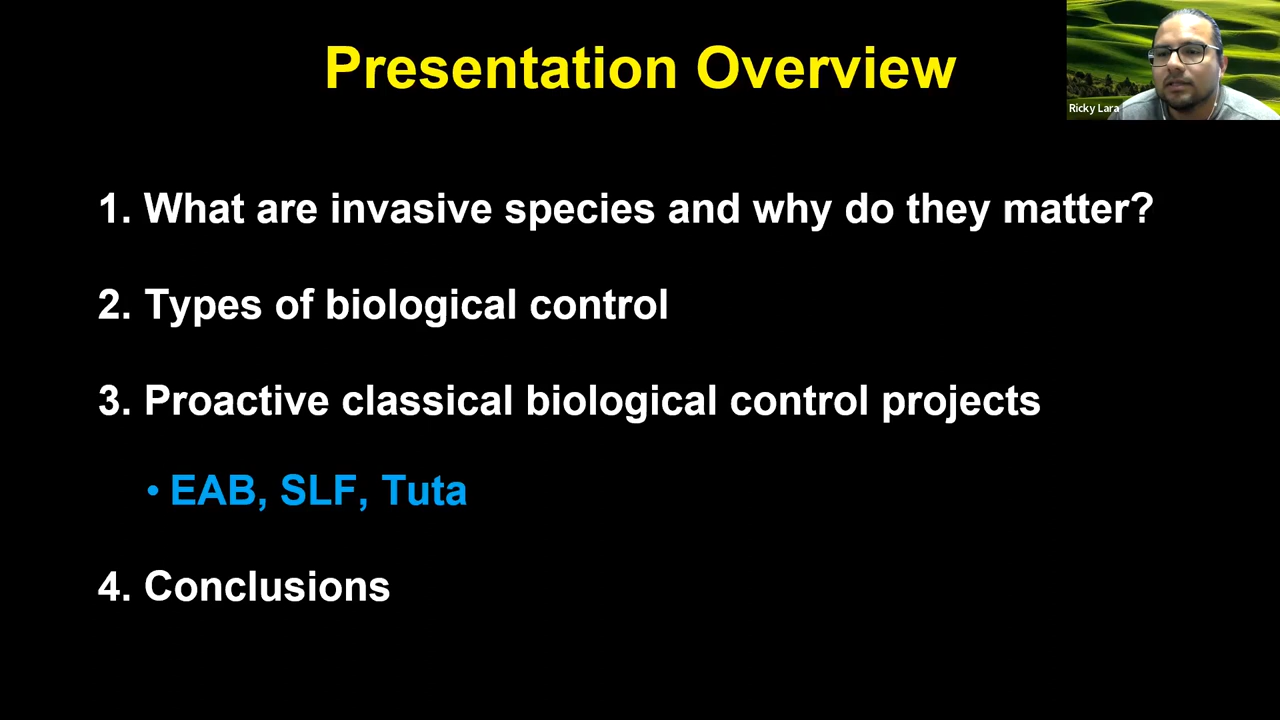 Presentation Overview
Ricky Lara
1. What are invasive species and why do they matter?
2. Types of biological control
3. Proactive classical biological control projects
• EAB, SLF, Tuta
4. Conclusions